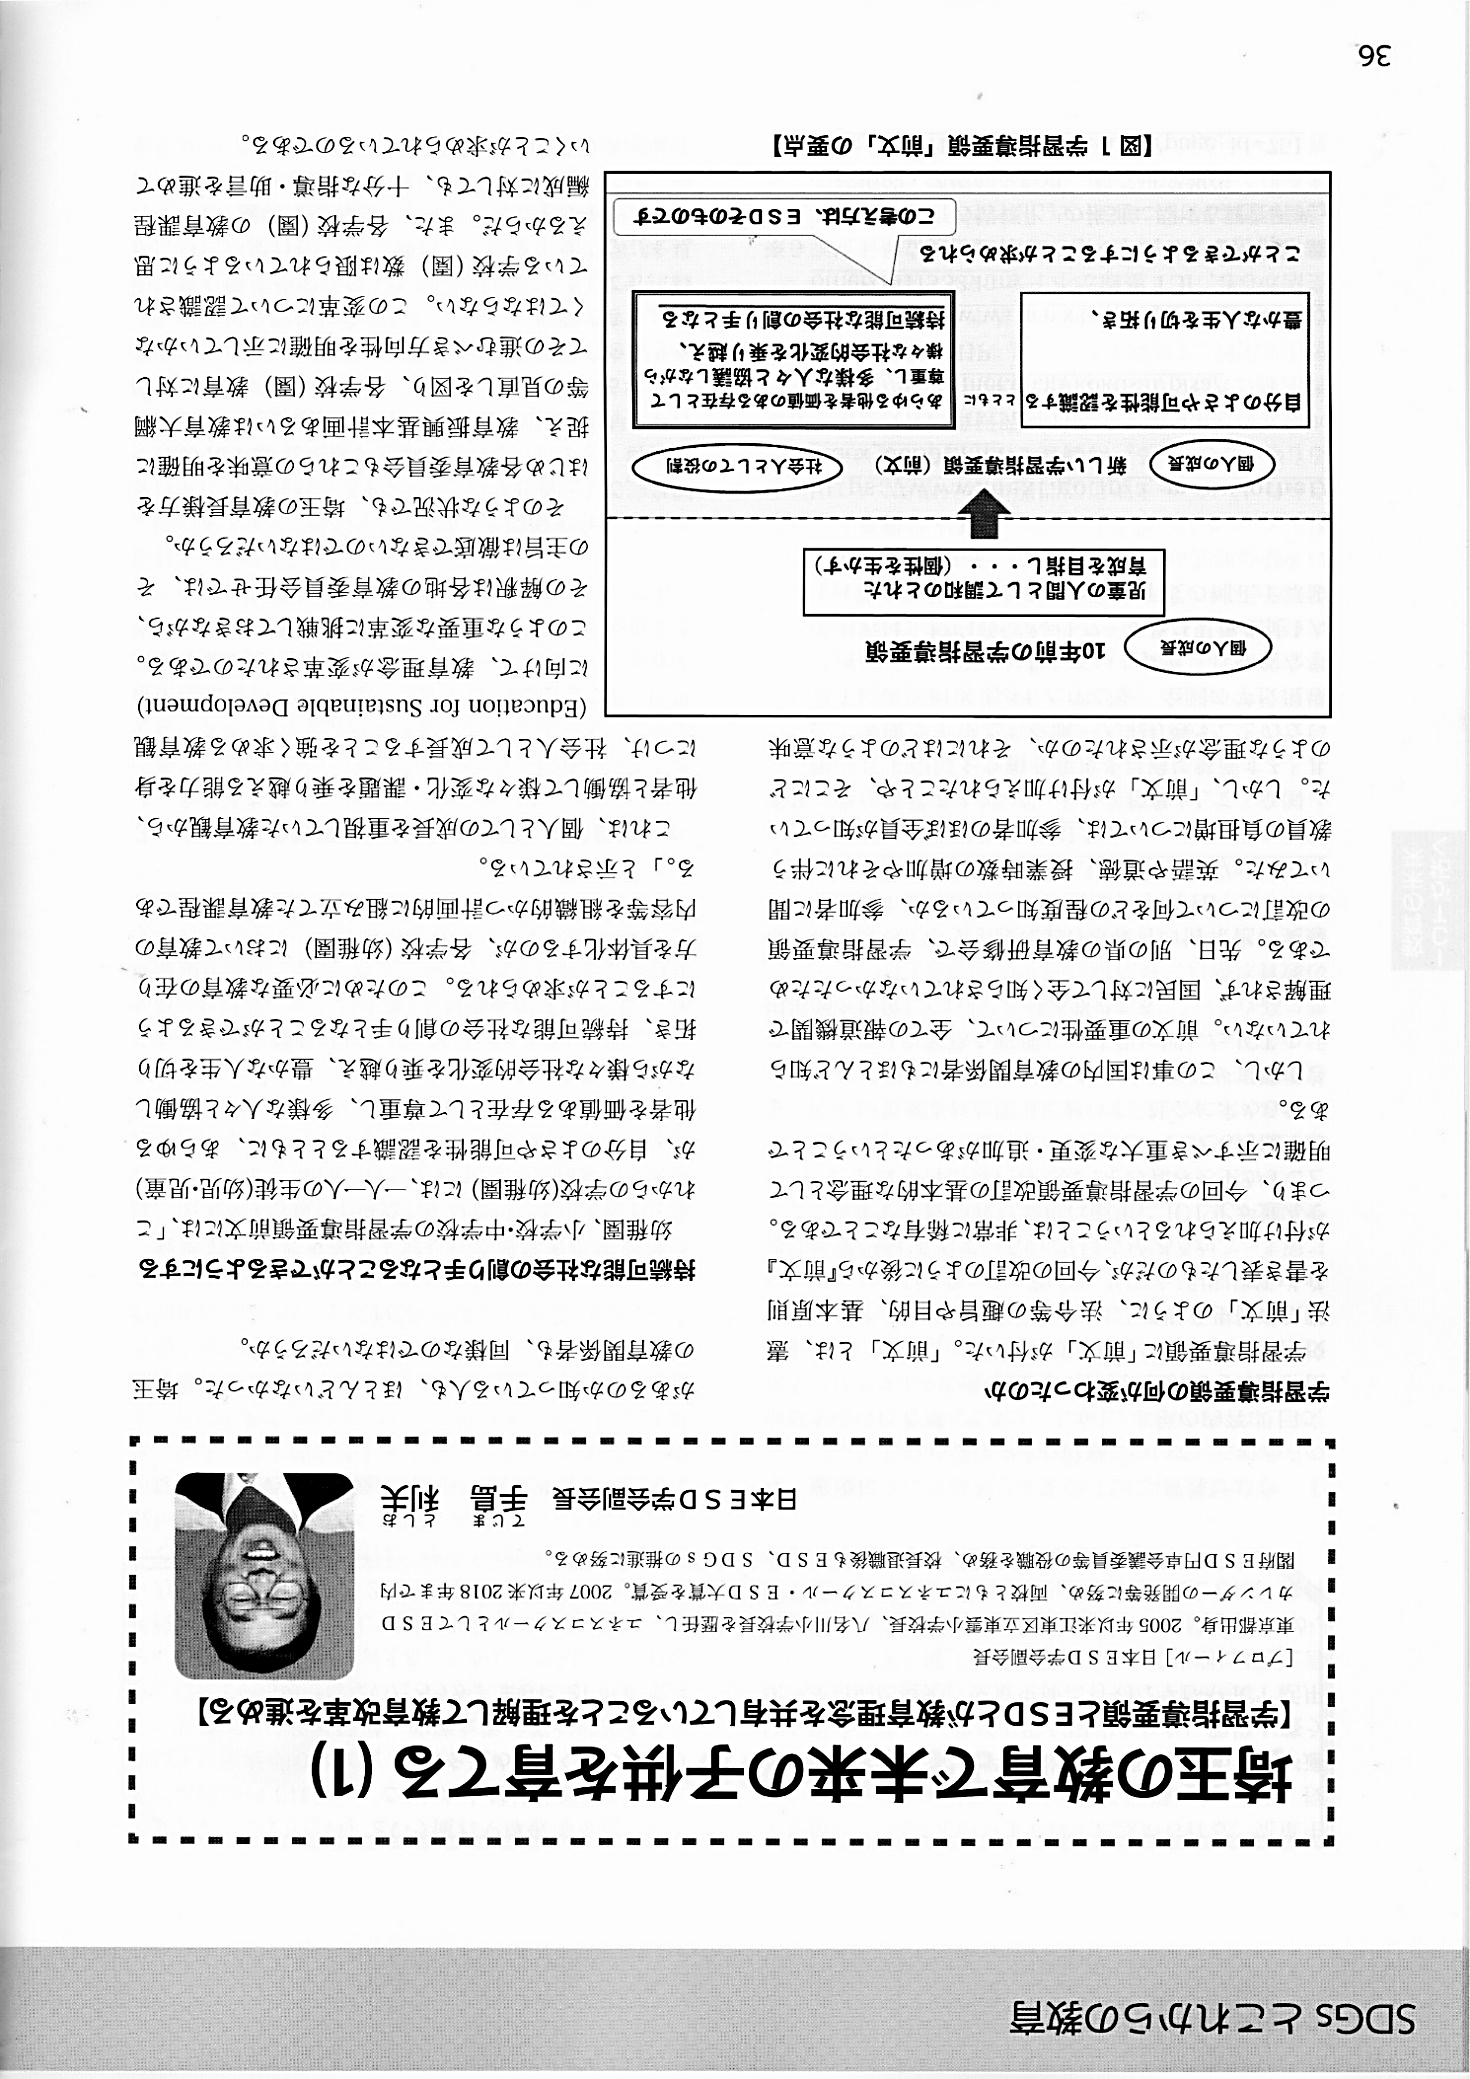 SDGs とこれからの教育
埼玉の教育で未来の子供を育てる (1)
【学習指導要領とESDとが教育理念を共有していることを理解して教育改革を進める】
［プロフィール］日本ESD学会副会長
東京都出身。2005 年以来江東区立東雲小学校長、八名川小学校長を歴任し、ユネスコスクールとしてESD
カレンダーの開発等に努め、両校ともにユネスコスクール・ESD大賞を受賞。2007 年以来 2018 年まで内
閣府ESD円卓会議委員等の役職を務め、校長退職後もESD、SDGsの推進に努める。
てじま としお
日本ESD学会副会長 手島 利夫
学習指導要領の何が変わったのか
学習指導要領に「前文」が付いた。「前文」とは、憲
法「前文」のように、法令等の趣旨や目的、基本原則
を書き表したものだが、今回の改訂のように後から『前文』
が付け加えられるということは、非常に稀有なことである。
つまり、今回の学習指導要領改訂の基本的な理念として
明確に示すべき重大な変更・追加があったということで
ある。
しかし、この事は国内の教育関係者にもほとんど知ら
れていない。前文の重要性について、全ての報道機関で
理解されず、国民に対して全く知らされていなかったため
である。先日、別の県の教育研修会で、学習指導要領
の改訂について何をどの程度知っているか、参加者に聞
いてみた。英語や道徳、授業時数の増加やそれに伴う
教員の負担増については、参加者のほぼ全員が知ってい
た。しかし、「前文」が付け加えられたことや、そこにど
のような理念が示されたのか、それにはどのような意味
があるのか知っている人も、ほとんどいなかった。埼玉
の教育関係者も、同様なのではないだろうか。
持続可能な社会の創り手となることができるようにする
幼稚園、小学校・中学校の学習指導要領前文には、「こ
れからの学校(幼稚園) には、一人一人の生徒(幼児・児童)
が、自分のよさや可能性を認識するとともに、あらゆる
他者を価値ある存在として尊重し、多様な人々と協働し
ながら様々な社会的変化を乗り越え、豊かな人生を切り
拓き、持続可能な社会の創り手となることができるよう
にすることが求められる。このために必要な教育の在り
方を具体化するのが、各学校 (幼稚園) において教育の
内容等を組織的かつ計画的に組み立てた教育課程であ
る。」と示されている。
これは、個人としての成長を重視していた教育観から、
他者と協働して様々な変化・課題を乗り越える能力を身
につけ、社会人として成長することを強く求める教育観
(Education for Sustainable Development)
に向けて、教育理念が変革されたのである。
このような重要な変革に挑戦しておきながら、
その解釈は各地の教育委員会任せでは、そ
の主旨は徹底できないのではないだろうか。
そのような状況でも、埼玉の教育長様方を
はじめ各教育委員会もこれらの意味を明確に
捉え、教育振興基本計画あるいは教育大綱
等の見直しを図り、各学校 (園) 教育に対し
てその進むべき方向性を明確に示していかな
くてはならない。この変革について認識され
ている学校 (園) 数は限られているように思
えるからだ。また、各学校 (園) の教育課程
編成に対しても、十分な指導・助言を進めて
いくことが求められているのである。
個人の成長 10年前の学習指導要領
児童の人間として調和のとれた
育成を目指し・・・（個性を生かす）
個人の成長 新しい学習指導要領（前文） 社会人としての役割
自分のよさや可能性を認識する
豊かな人生を切り拓き、
とともに
あらゆる他者を価値のある存在として
尊重し、多様な人々と協議しながら
様々な社会的変化を乗り越え、
持続可能な社会の創り手となる
ことができるようにすることが求められる
この考え方は、ESDそのものです
【図 1 学習指導要領「前文」の要点】
36